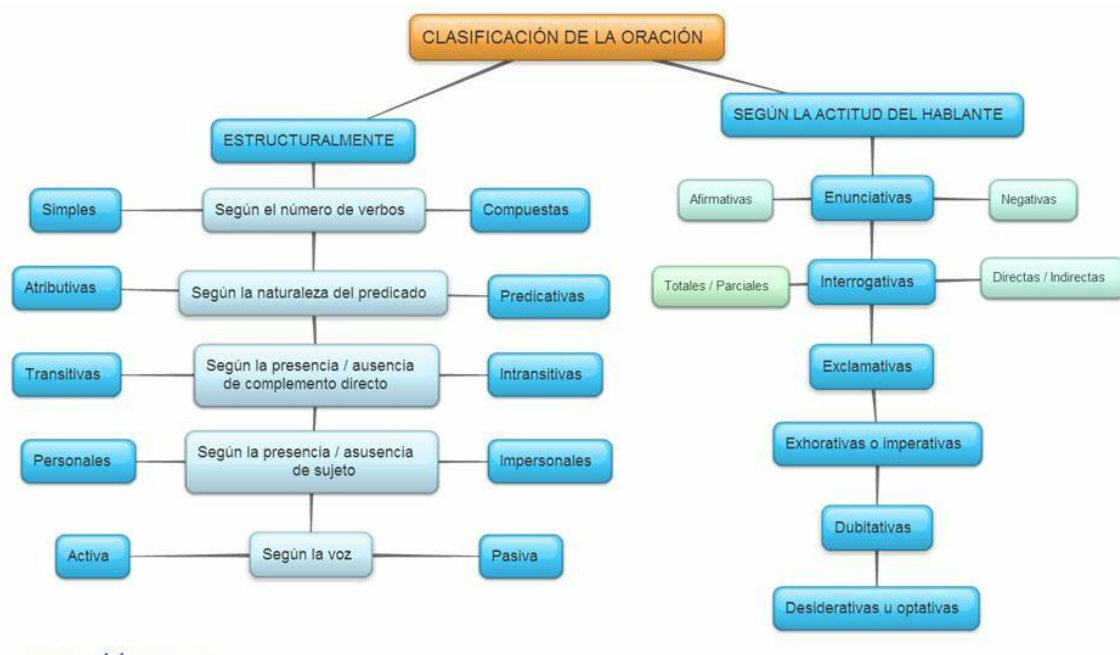 CLASIFICACIÓN DE LA ORACIÓN
ESTRUCTURALMENTE
Simples
Según el número de verbos
Compuestas
Atributivas
Según la naturaleza del predicado
Predicativas
Transitivas
Según la presencia / ausencia
de complemento directo
Intransitivas
Personales
Según la presencia / asusencia
de sujeto
Impersonales
Activa
Según la voz
Pasiva
SEGÚN LA ACTITUD DEL HABLANTE
Afirmativas
Enunciativas
Negativas
Totales / Parciales
Interrogativas
Directas / Indirectas
Exclamativas
Exhorativas o imperativas
Dubitativas
Desiderativas u optativas